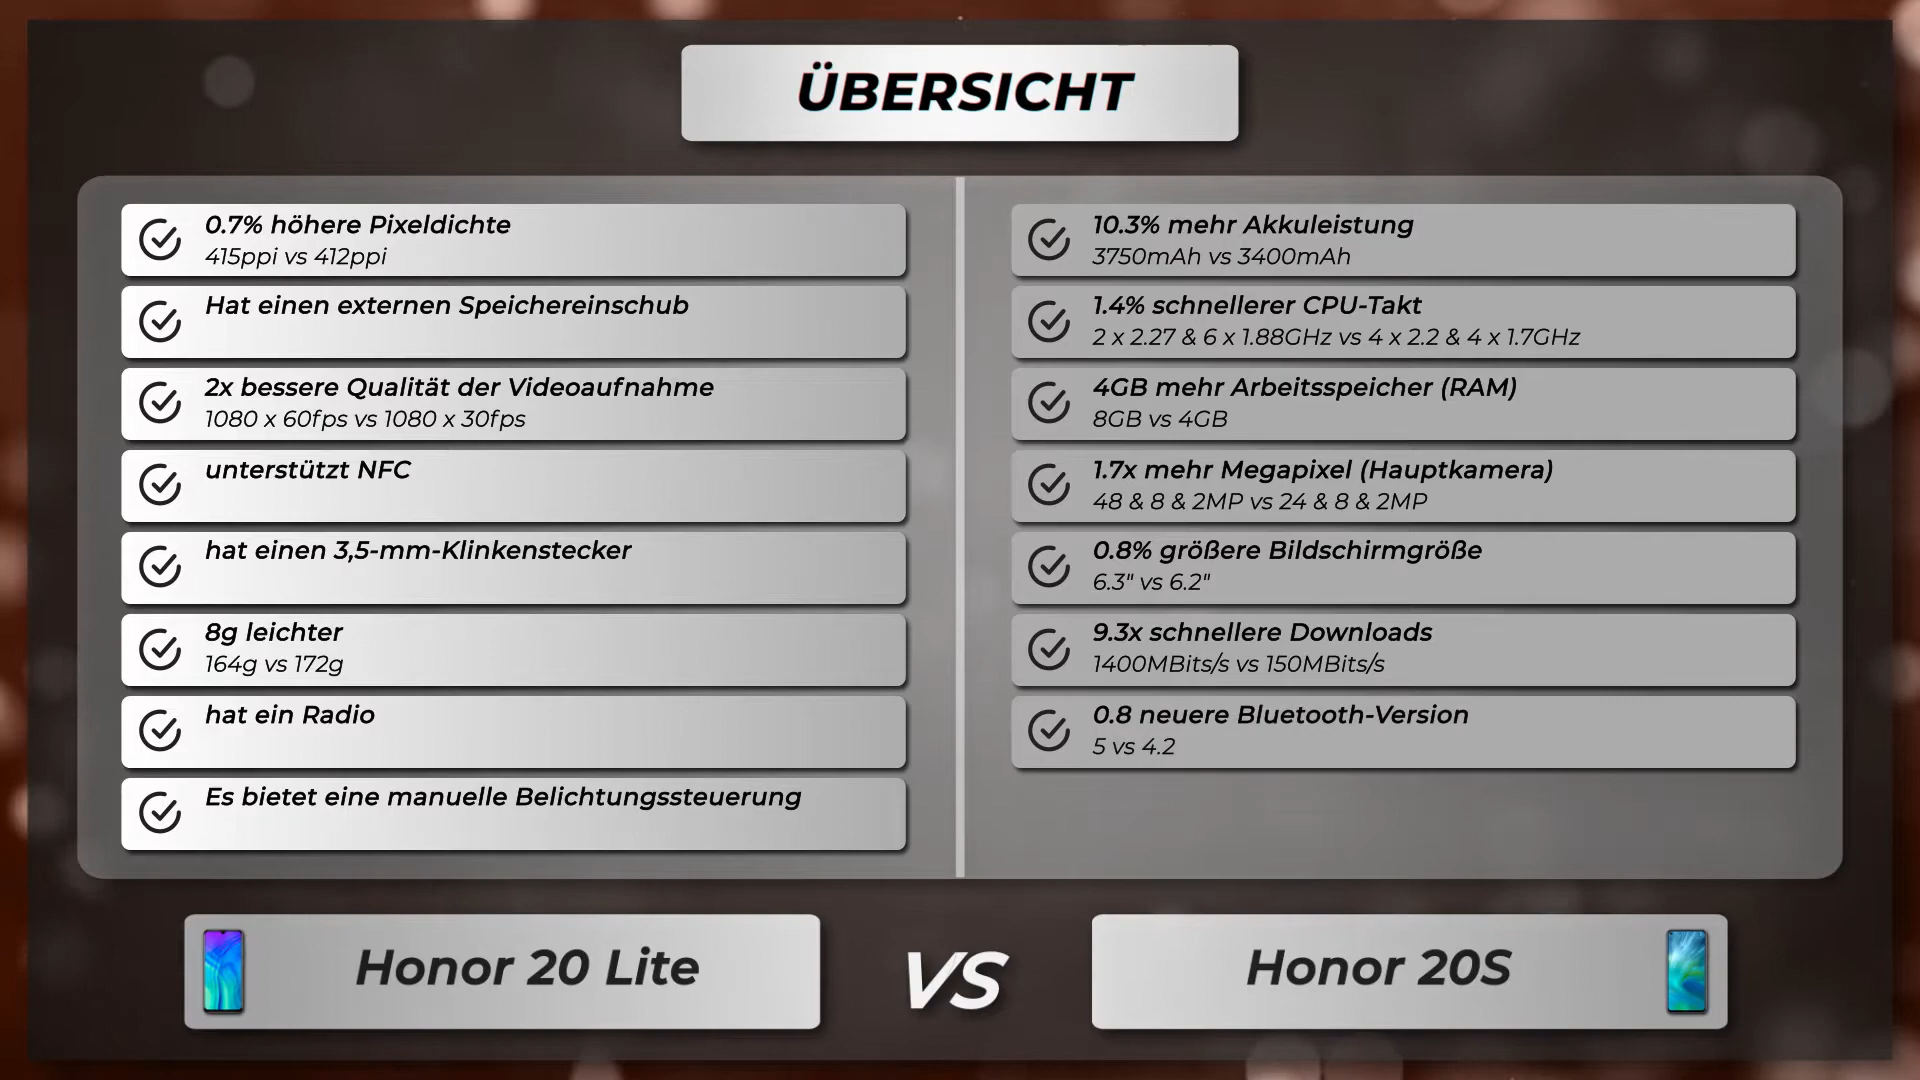 ÜBERSICHT
0.7% höhere Pixeldichte
415ppi vs 412ppi
Hat einen externen Speichereinschub
2x bessere Qualität der Videoaufnahme
1080 x 60fps vs 1080 x 30fps
unterstützt NFC
hat einen 3,5-mm-Klinkenstecker
8g leichter
164g vs 172g
hat ein Radio
Es bietet eine manuelle Belichtungssteuerung
10.3% mehr Akkuleistung
3750mAh vs 3400mAh
1.4% schnellerer CPU-Takt
2 x 2.27 & 6 x 1.88GHz vs 4 x 2.2 & 4 x 1.7GHz
4GB mehr Arbeitsspeicher (RAM)
8GB vs 4GB
1.7x mehr Megapixel (Hauptkamera)
48 & 8 & 2MP vs 24 & 8 & 2MP
0.8% größere Bildschirmgröße
6.3" vs 6.2"
9.3x schnellere Downloads
1400MBits/s vs 150MBits/s
0.8 neuere Bluetooth-Version
5 vs 4.2
Honor 20 Lite
VS
Honor 20S